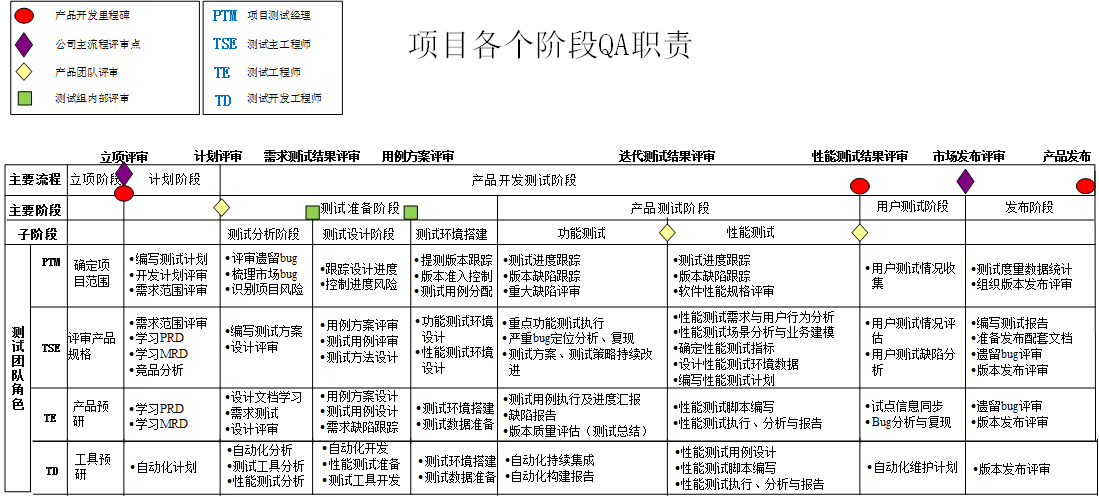 产品开发里程碑
公司主流程评审点
产品团队评审
测试组内部评审
PTM 项目测试经理
TSE 测试主工程师
TE 测试工程师
TD 测试开发工程师
项目各个阶段QA职责
立项评审 计划评审 需求测试结果评审 用例方案评审 迭代测试结果评审 性能测试结果评审 市场发布评审 产品发布
主要流程 立项阶段 计划阶段 产品开发测试阶段
主要阶段 测试准备阶段 产品测试阶段 用户测试阶段 发布阶段
子阶段 测试分析阶段 测试设计阶段 测试环境搭建 功能测试 性能测试
测试团队角色
PTM
确定项
目范围
•编写测试计划
•开发计划评审
•需求范围评审
•评审遗留bug
•梳理市场bug
•识别项目风险
•跟踪设计进度
•控制进度风险
•提测版本跟踪
•版本准入控制
•测试用例分配
•测试进度跟踪
•版本缺陷跟踪
•重大缺陷评审
•测试进度跟踪
•版本缺陷跟踪
•软件性能规格评审
•用户测试情况收
集
•测试度量数据统计
•组织版本发布评审
TSE
评审产品
规格
•需求范围评审
•学习PRD
•学习MRD
•竞品分析
•编写测试方案
•设计评审
•用例方案评审
•测试用例评审
•测试方法设计
•功能测试环境
设计
•性能测试环境
设计
•重点功能测试执行
•严重bug定位分析、复现
•测试方案、测试策略持续改
进
•性能测试需求与用户行为分析
•性能测试场景分析与业务建模
•确定性能测试指标
•设计性能测试环境数据
•编写性能测试计划
•用户测试情况评
估
•用户测试缺陷分
析
•编写测试报告
•准备发布配套文档
•遗留bug评审
•版本发布评审
TE
产品预
研
•学习PRD
•学习MRD
•设计文档学习
•需求测试
•设计评审
•用例方案设计
•测试用例设计
•需求缺陷跟踪
•测试环境搭建
•测试数据准备
•测试用例执行及进度汇报
•缺陷报告
•版本质量评估（测试总结）
•性能测试脚本编写
•性能测试执行、分析与报告
•试点信息同步
•Bug分析与复现
•遗留bug评审
•版本发布评审
TD
工具预
研
•自动化计划
•自动化分析
•测试工具分析
•性能测试分析
•自动化开发
•性能测试准备
•测试工具开发
•测试环境搭建
•测试数据准备
•自动化持续集成
•自动化构建报告
•性能测试用例设计
•性能测试脚本编写
•性能测试执行、分析与报告
•自动化维护计划
•版本发布评审